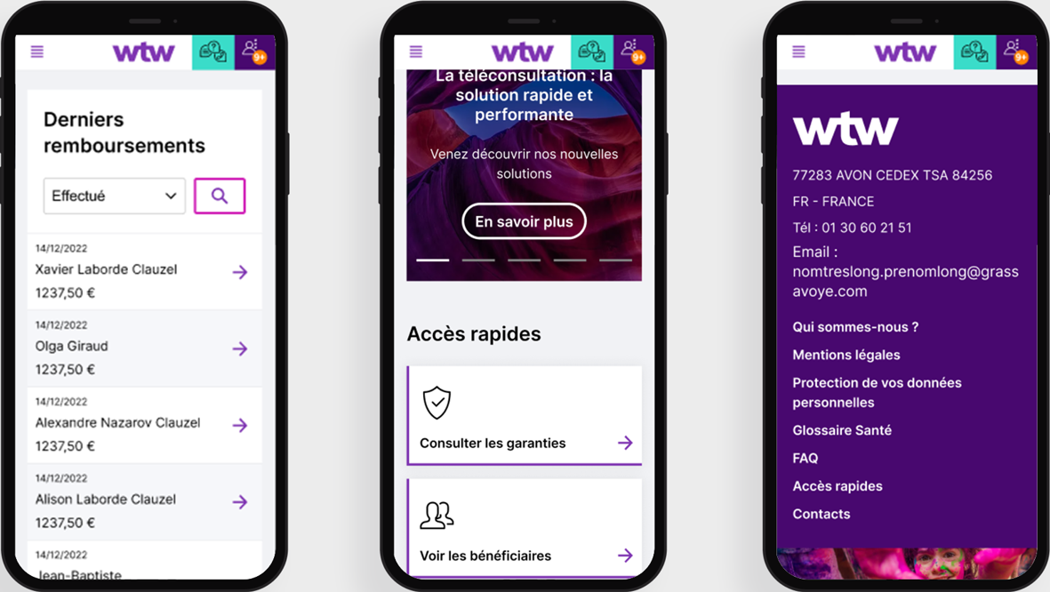 wtw
9+
Derniers
remboursements
Effectué
14/12/2022
Xavier Laborde Clauzel
1237,50 €
14/12/2022
Olga Giraud
1237,50 €
14/12/2022
Alexandre Nazarov Clauzel
1237,50 €
14/12/2022
Alison Laborde Clauzel
1237,50 €
14/12/2022
Jean-Baptiste
wtw
9+
La téléconsultation : la
solution rapide et
performante
Venez découvrir nos nouvelles
solutions
En savoir plus
Accès rapides
Consulter les garanties
Voir les bénéficiaires
wtw
9+
wtw
77283 AVON CEDEX TSA 84256
FR - FRANCE
Tél : 01 30 60 21 51
Email :
nomtreslong.prenomlong@grass
avoye.com
Qui sommes-nous ?
Mentions légales
Protection de vos données
personnelles
Glossaire Santé
FAQ
Accès rapides
Contacts